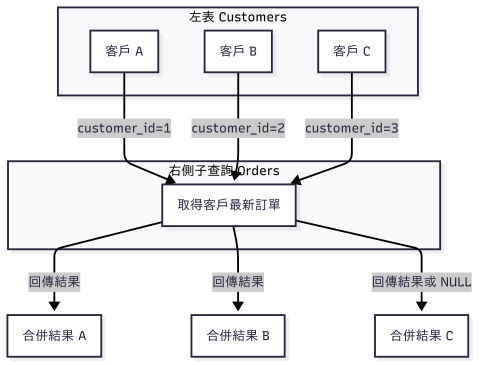 左表 Customers
客戶 A
客戶 B
客戶 C
customer_id=1
customer_id=2
customer_id=3
右側子查詢 Orders
取得客戶最新訂單
回傳結果
回傳結果
回傳結果或 NULL
合併結果 A
合併結果 B
合併結果 C